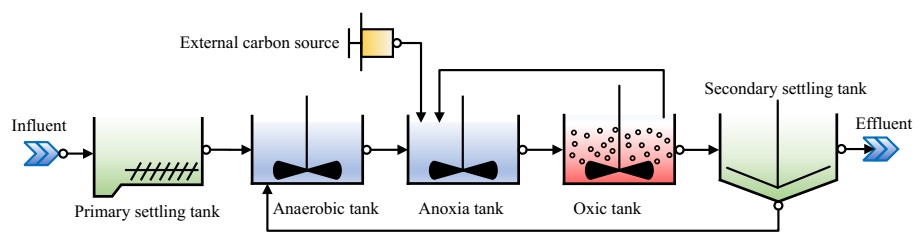 External carbon source
Secondary settling tank
Influent
Effluent
Primary settling tank
Anaerobic tank
Anoxia tank
Oxic tank